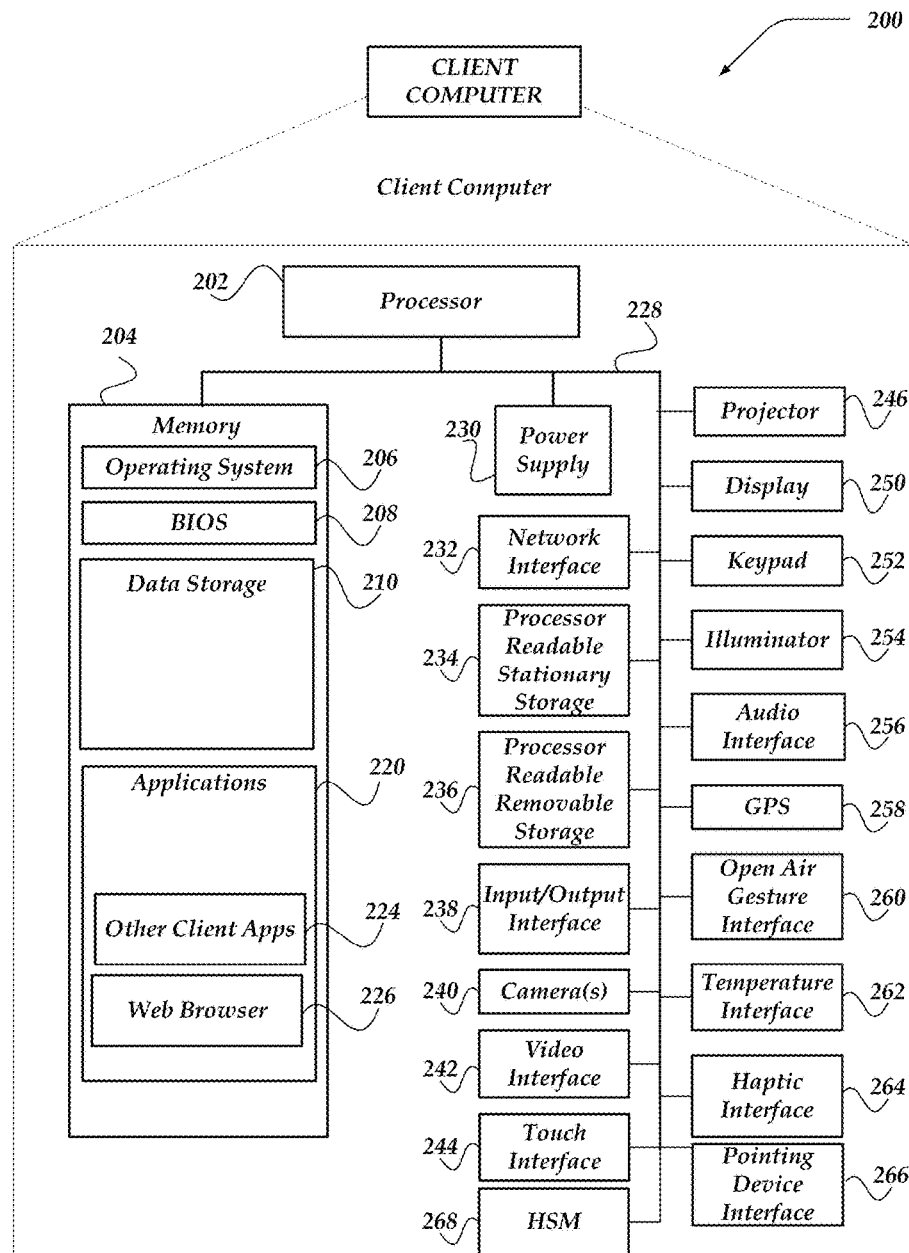 200
CLIENT
COMPUTER
Client Computer
202
Processor
228
204
Memory
Operating System
206
BIOS
208
Data Storage
210
Applications
220
Other Client Apps
224
Web Browser
226
230
Power
Supply
232
Network
Interface
234
Processor
Readable
Stationary
Storage
236
Processor
Readable
Removable
Storage
238
Input/Output
Interface
240
Camera(s)
242
Video
Interface
244
Touch
Interface
268
HSM
Projector
246
Display
250
Keypad
252
Illuminator
254
Audio
Interface
256
GPS
258
Open Air
Gesture
Interface
260
Temperature
Interface
262
Haptic
Interface
264
Pointing
Device
Interface
266